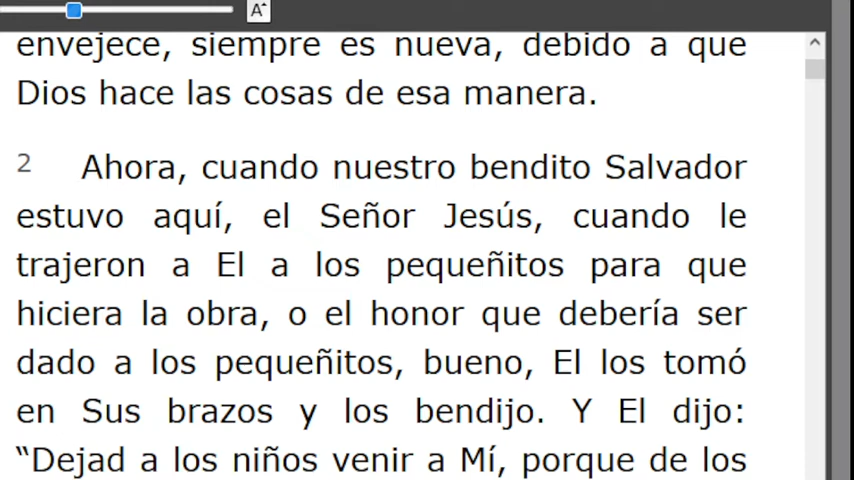 A
envejece, siempre es nueva, debido a que
Dios hace las cosas de esa manera.
2 Ahora, cuando nuestro bendito Salvador
estuvo aquí, el Señor Jesús, cuando le
trajeron a El a los pequeñitos para que
hiciera la obra, o el honor que debería ser
dado a los pequeñitos, bueno, El los tomó
en Sus brazos y los bendijo. Y El dijo:
“Dejad a los niños venir a Mí, porque de los